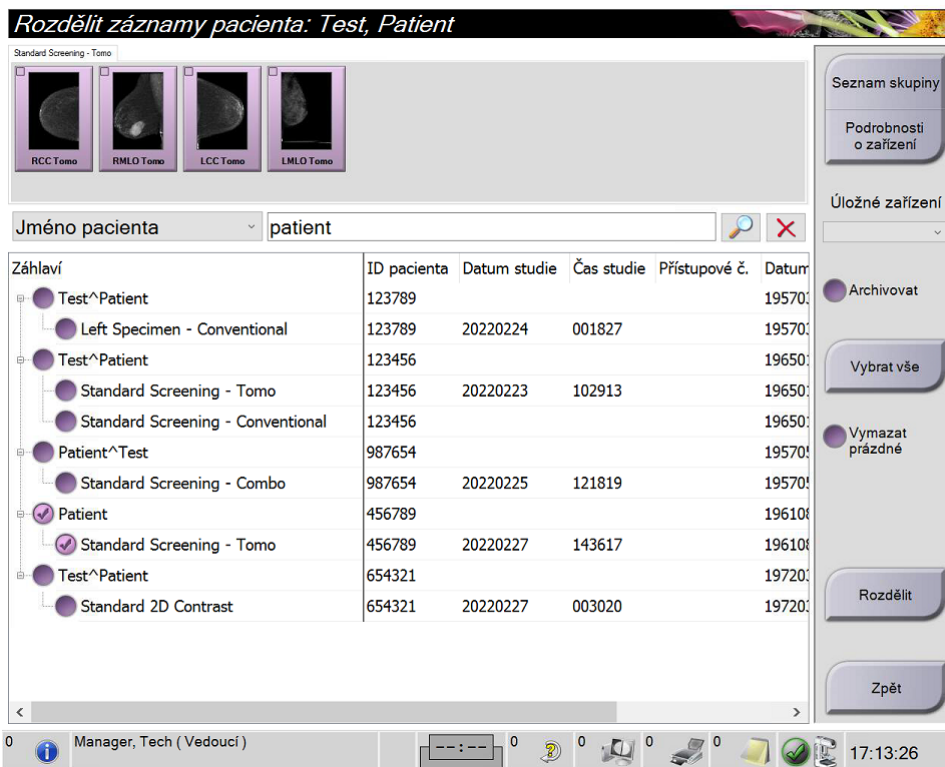 Rozdělit záznamy pacienta: Test, Patient
Standard Screening - Tomo
RCC Tomo RMLO Tomo LCC Tomo LMLO Tomo
Seznam skupiny
Podrobnosti
o zařízení
Úložné zařízení
Jméno pacienta patient
Záhlaví ID pacienta Datum studie Čas studie Přístupové č. Datum
Test^Patient 123789 19570
Left Specimen - Conventional 123789 20220224 001827 19570
Test^Patient 123456 19650
Standard Screening - Tomo 123456 20220223 102913 19650
Standard Screening - Conventional 123456 19650
Patient^Test 987654 19570
Standard Screening - Combo 987654 20220225 121819 19570
Patient 456789 19610
Standard Screening - Tomo 456789 20220227 143617 19610
Test^Patient 654321 19720
Standard 2D Contrast 654321 20220227 003020 19720
Archivovat
Vybrat vše
Vymazat
prázdné
Rozdělit
Zpět
0 Manager, Tech ( Vedoucí ) --:-- 0 0 0 0 17:13:26